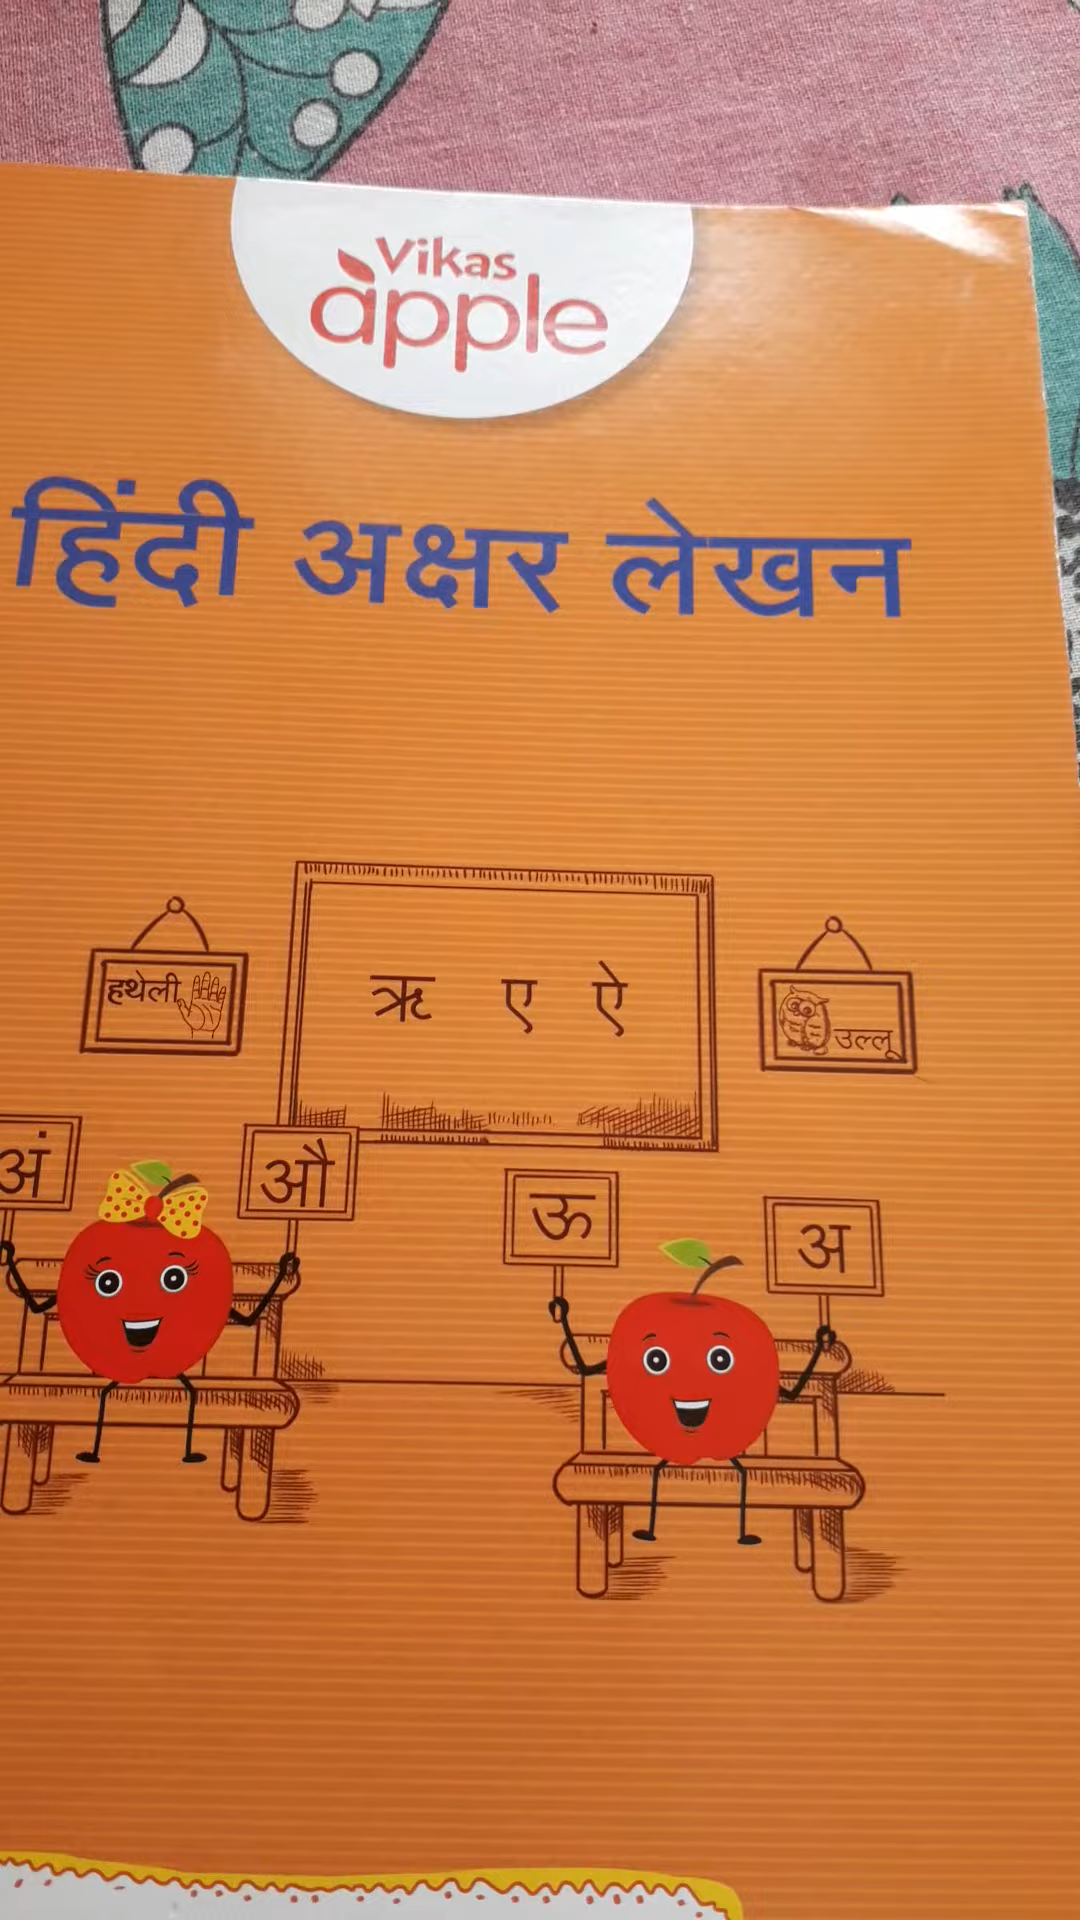 Vikas
apple
हिंदी अक्षर लेखन
हथेली
ऋ ए ऐ
उल्लू
अं
औ
ऊ
अ